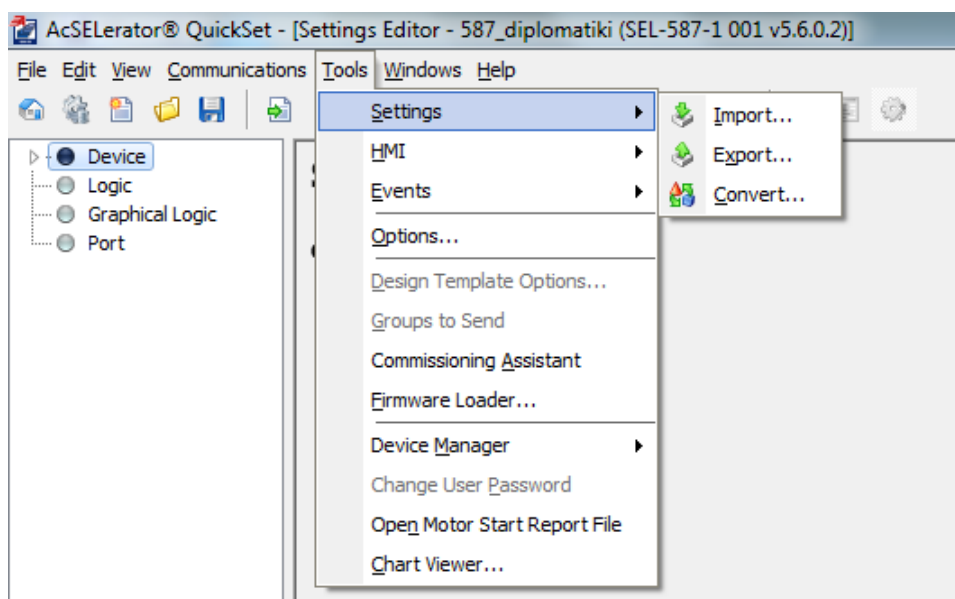 AcSELerator® QuickSet - [Settings Editor - 587_diplomatiki (SEL-587-1 001 v5.6.0.2)]
File Edit View Communications Tools Windows Help
Device
Logic
Graphical Logic
Port
Settings
HMI
Events
Options...
Design Template Options...
Groups to Send
Commissioning Assistant
Firmware Loader...
Device Manager
Change User Password
Open Motor Start Report File
Chart Viewer...
Import...
Export...
Convert...